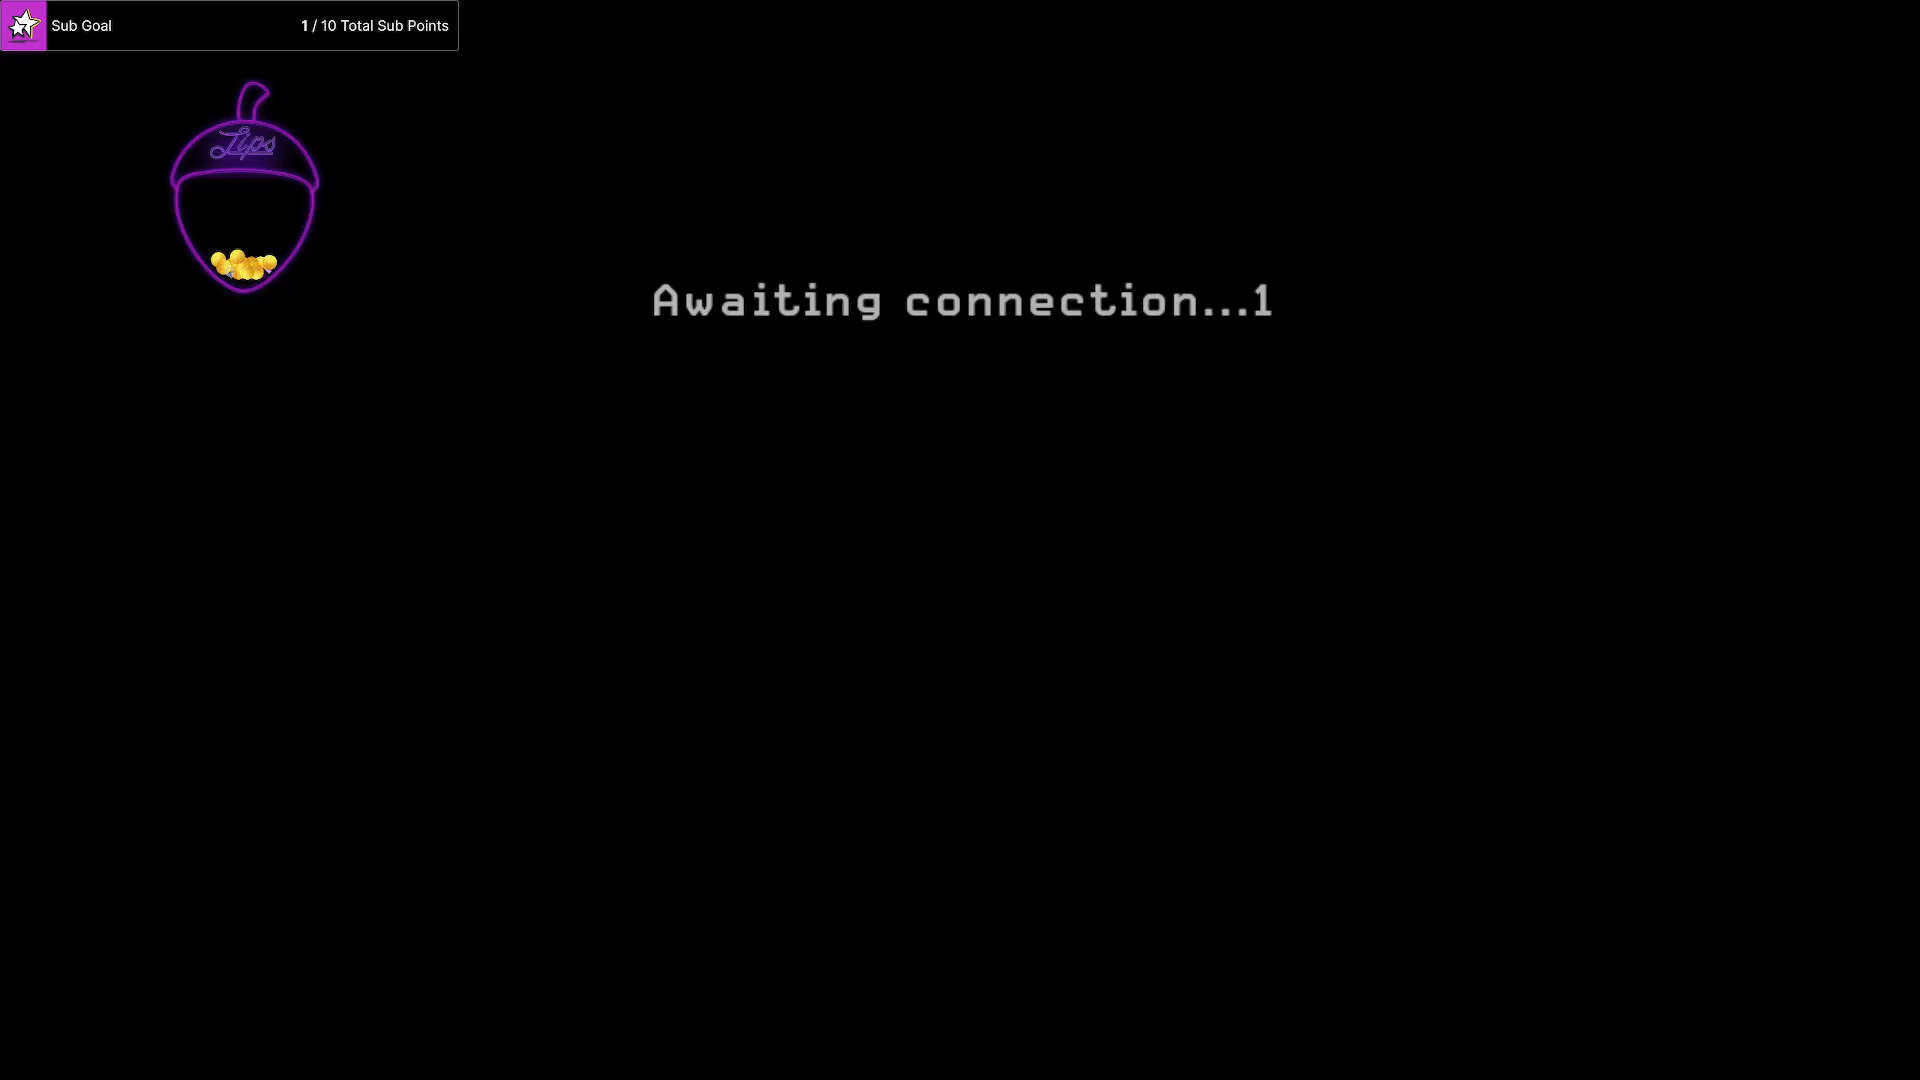 Sub Goal 1 / 10 Total Sub Points
Tips
Awaiting connection...1